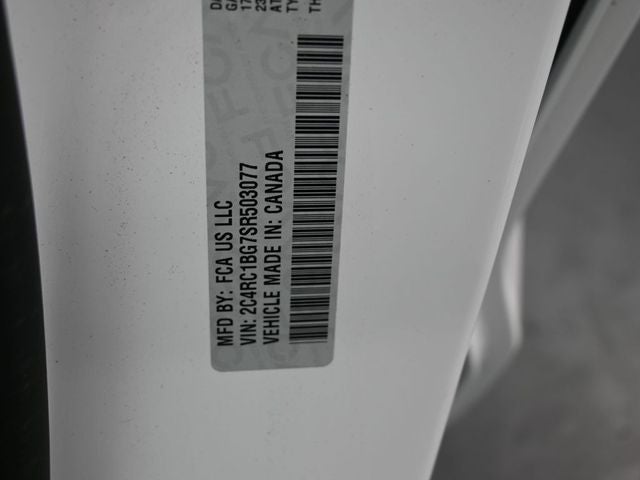 MFD BY: FCA US LLC
VIN: 2C4RC1BG7SR503077
VEHICLE MADE IN: CANADA